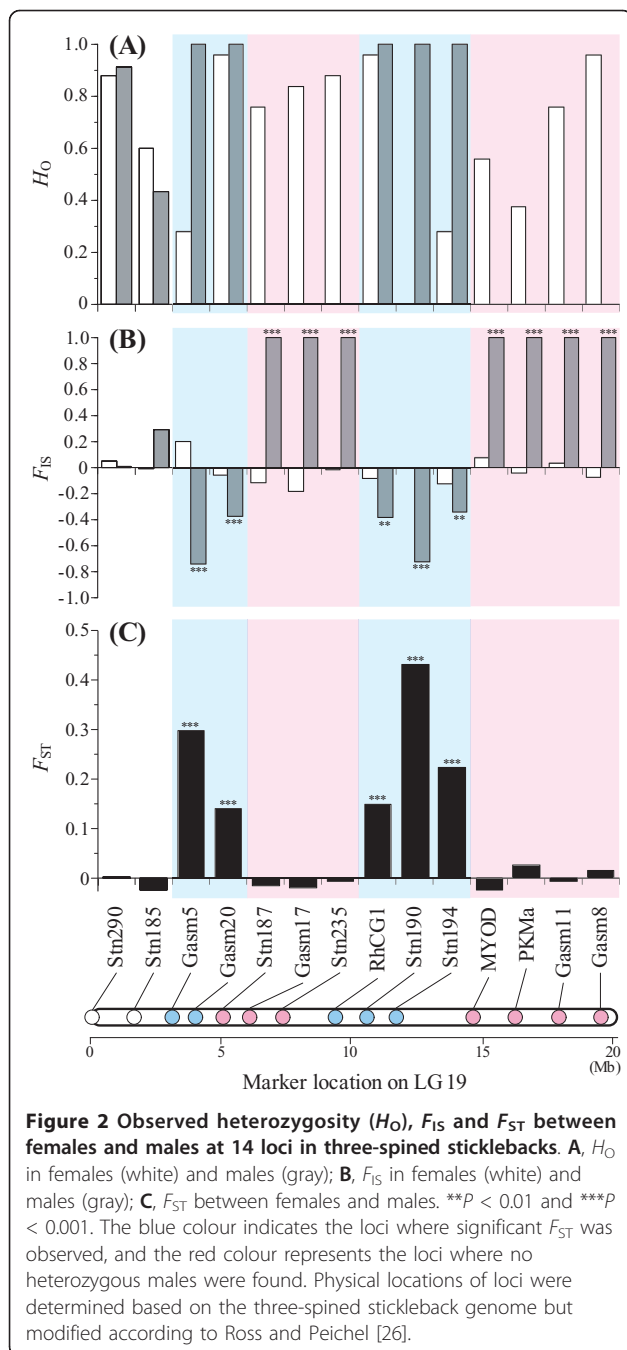 (A)
1.0
0.8
0.6
0.4
0.2
0
HO
(B)
1.0
0.8
0.6
0.4
0.2
0
-0.2
-0.4
-0.6
-0.8
-1.0
FIS
*** *** *** *** *** *** ***
*** *** ** *** **
(C)
0.5
0.4
0.3
0.2
0.1
0
FST
*** *** *** *** ***
Stn290 Stn185 Gasm5 Gasm20 Stn187 Gasm17 Stn235 RhCG1 Stn190 Stn194 MYOD PKMa Gasm11 Gasm8
0 5 10 15 20
(Mb)
Marker location on LG19
Figure 2 Observed heterozygosity (HO), FIS and FST between
females and males at 14 loci in three-spined sticklebacks. A, HO
in females (white) and males (gray); B, FIS in females (white) and
males (gray); C, FST between females and males. **P < 0.01 and ***P
< 0.001. The blue colour indicates the loci where significant FST was
observed, and the red colour represents the loci where no
heterozygous males were found. Physical locations of loci were
determined based on the three-spined stickleback genome but
modified according to Ross and Peichel [26].